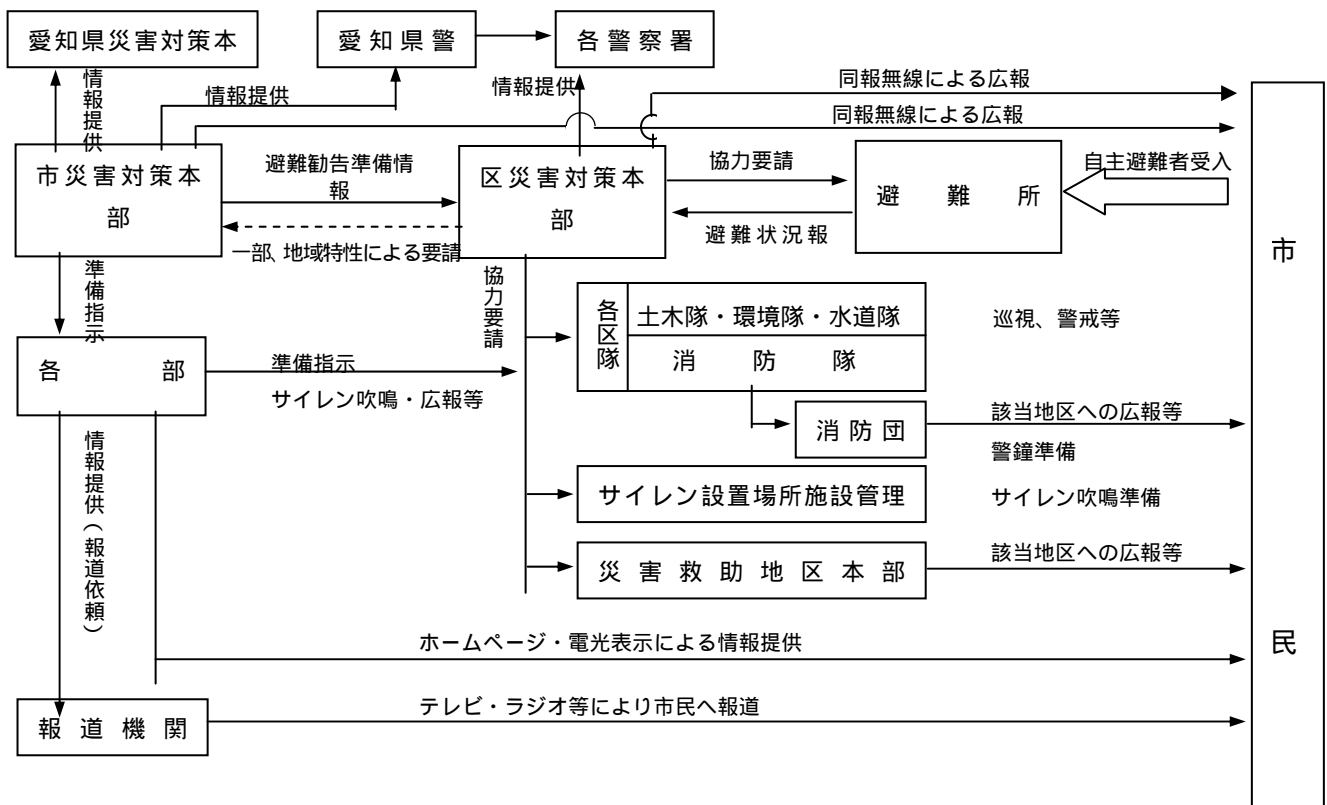 愛知県災害対策本
愛知県警
各警察署
情報提供
情報提供
情報提供
同報無線による広報
同報無線による広報
市災害対策本
部
避難勧告準備情
報
区災害対策本
部
協力要請
避難所
自主避難者受入
避難状況報
一部、地域特性による要請
市民
準備指示
協力要請
各区隊
土木隊・環境隊・水道隊
消防隊
巡視、警戒等
各部
準備指示
サイレン吹鳴・広報等
消防団
該当地区への広報等
警鐘準備
情報提供(報道依頼)
サイレン設置場所施設管理
サイレン吹鳴準備
災害救助地区本部
該当地区への広報等
ホームページ・電光表示による情報提供
報道機関
テレビ・ラジオ等により市民へ報道